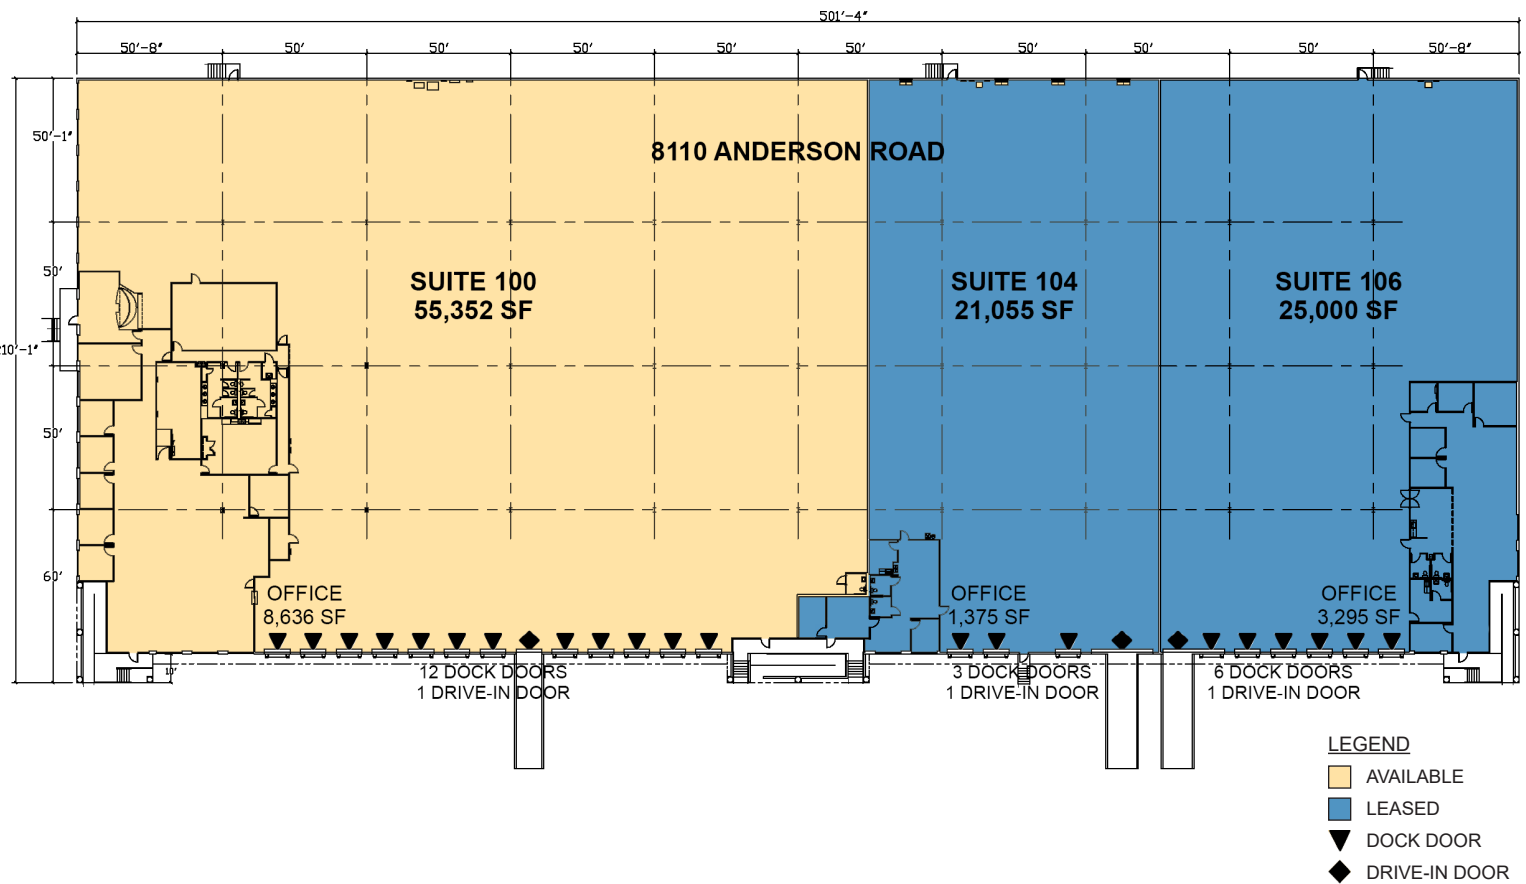 501'-4"
50'-8" 50' 50' 50' 50' 50' 50' 50' 50' 50'-8"
50'-1"
8110 ANDERSON ROAD
50'
SUITE 100
55,352 SF
SUITE 104
21,055 SF
SUITE 106
25,000 SF
210'-1"
50'
60'
OFFICE
8,636 SF
OFFICE
1,375 SF
OFFICE
3,295 SF
10'
12 DOCK DOORS
1 DRIVE-IN DOOR
3 DOCK DOORS
1 DRIVE-IN DOOR
6 DOCK DOORS
1 DRIVE-IN DOOR
LEGEND
AVAILABLE
LEASED
DOCK DOOR
DRIVE-IN DOOR